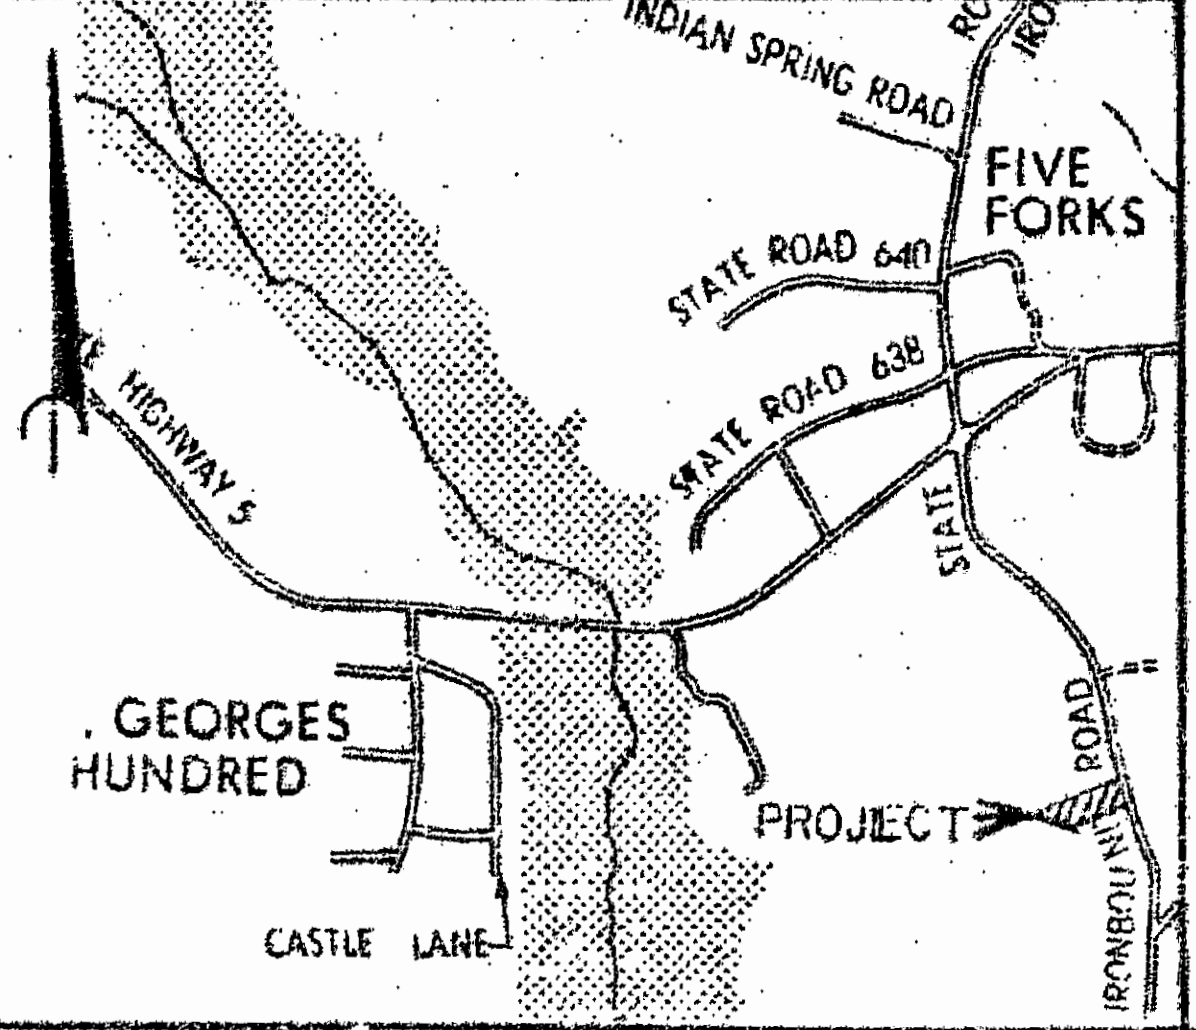 INDIAN SPRING ROAD
FIVE
FORKS
STATE ROAD 640
STATE ROAD 638
HIGHWAY 5
STATE
ROAD
. GEORGES
HUNDRED
PROJECT
CASTLE LANE